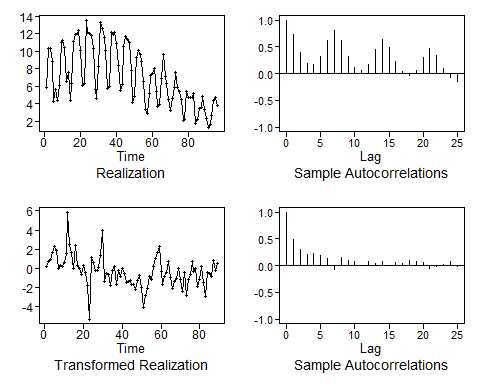 14
12
10
8
6
4
2
0 20 40 60 80
Time
Realization
1.0
0.5
0.0
-0.5
-1.0
0 5 10 15 20 25
Lag
Sample Autocorrelations
6
4
2
0
-2
-4
0 20 40 60 80
Time
Transformed Realization
1.0
0.5
0.0
-0.5
-1.0
0 5 10 15 20 25
Lag
Sample Autocorrelations